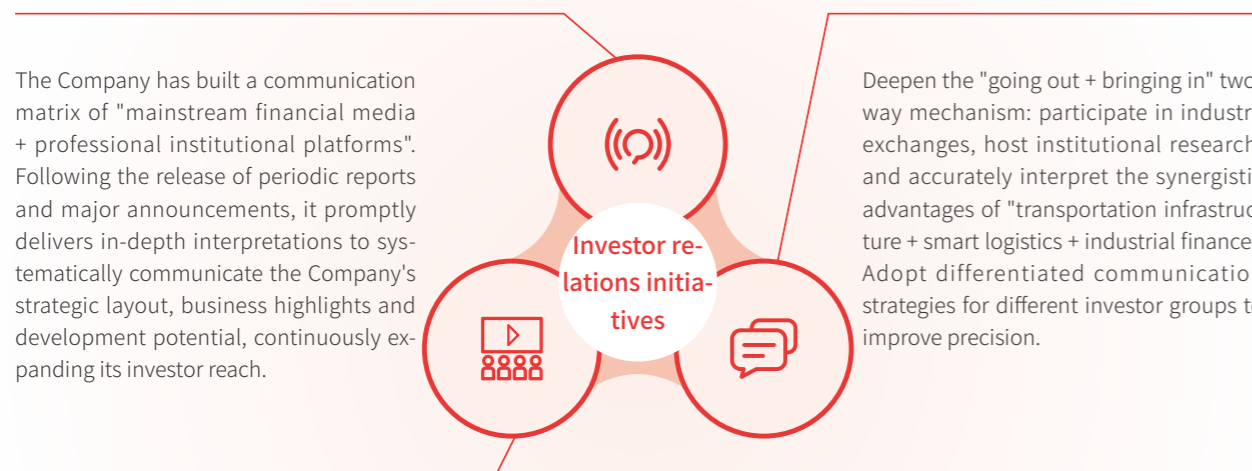 The Company has built a communication
matrix of "mainstream financial media
+ professional institutional platforms".
Following the release of periodic reports
and major announcements, it promptly
delivers in-depth interpretations to sys-
tematically communicate the Company's
strategic layout, business highlights and
development potential, continuously ex-
panding its investor reach.
Investor re-
lations initia-
tives
Deepen the "going out + bringing in" two
way mechanism: participate in industr
exchanges, host institutional research
and accurately interpret the synergisti
advantages of "transportation infrastruc
ture + smart logistics + industrial finance
Adopt differentiated communicatio
strategies for different investor groups t
improve precision.